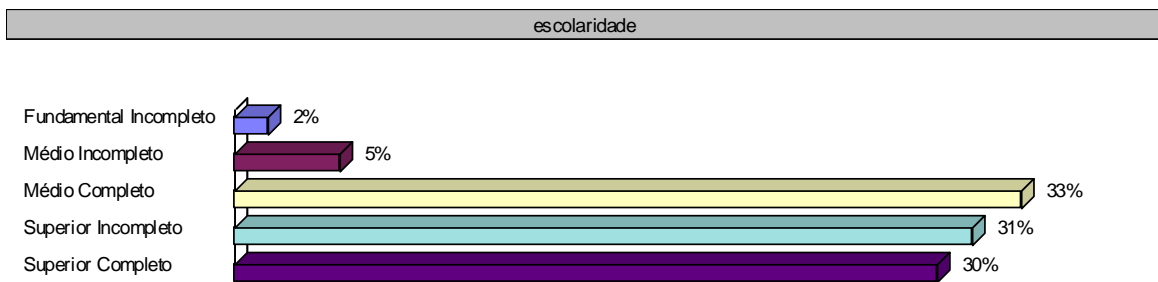 escolaridade
Fundamental Incompleto 2%
Médio Incompleto 5%
Médio Completo 33%
Superior Incompleto 31%
Superior Completo 30%